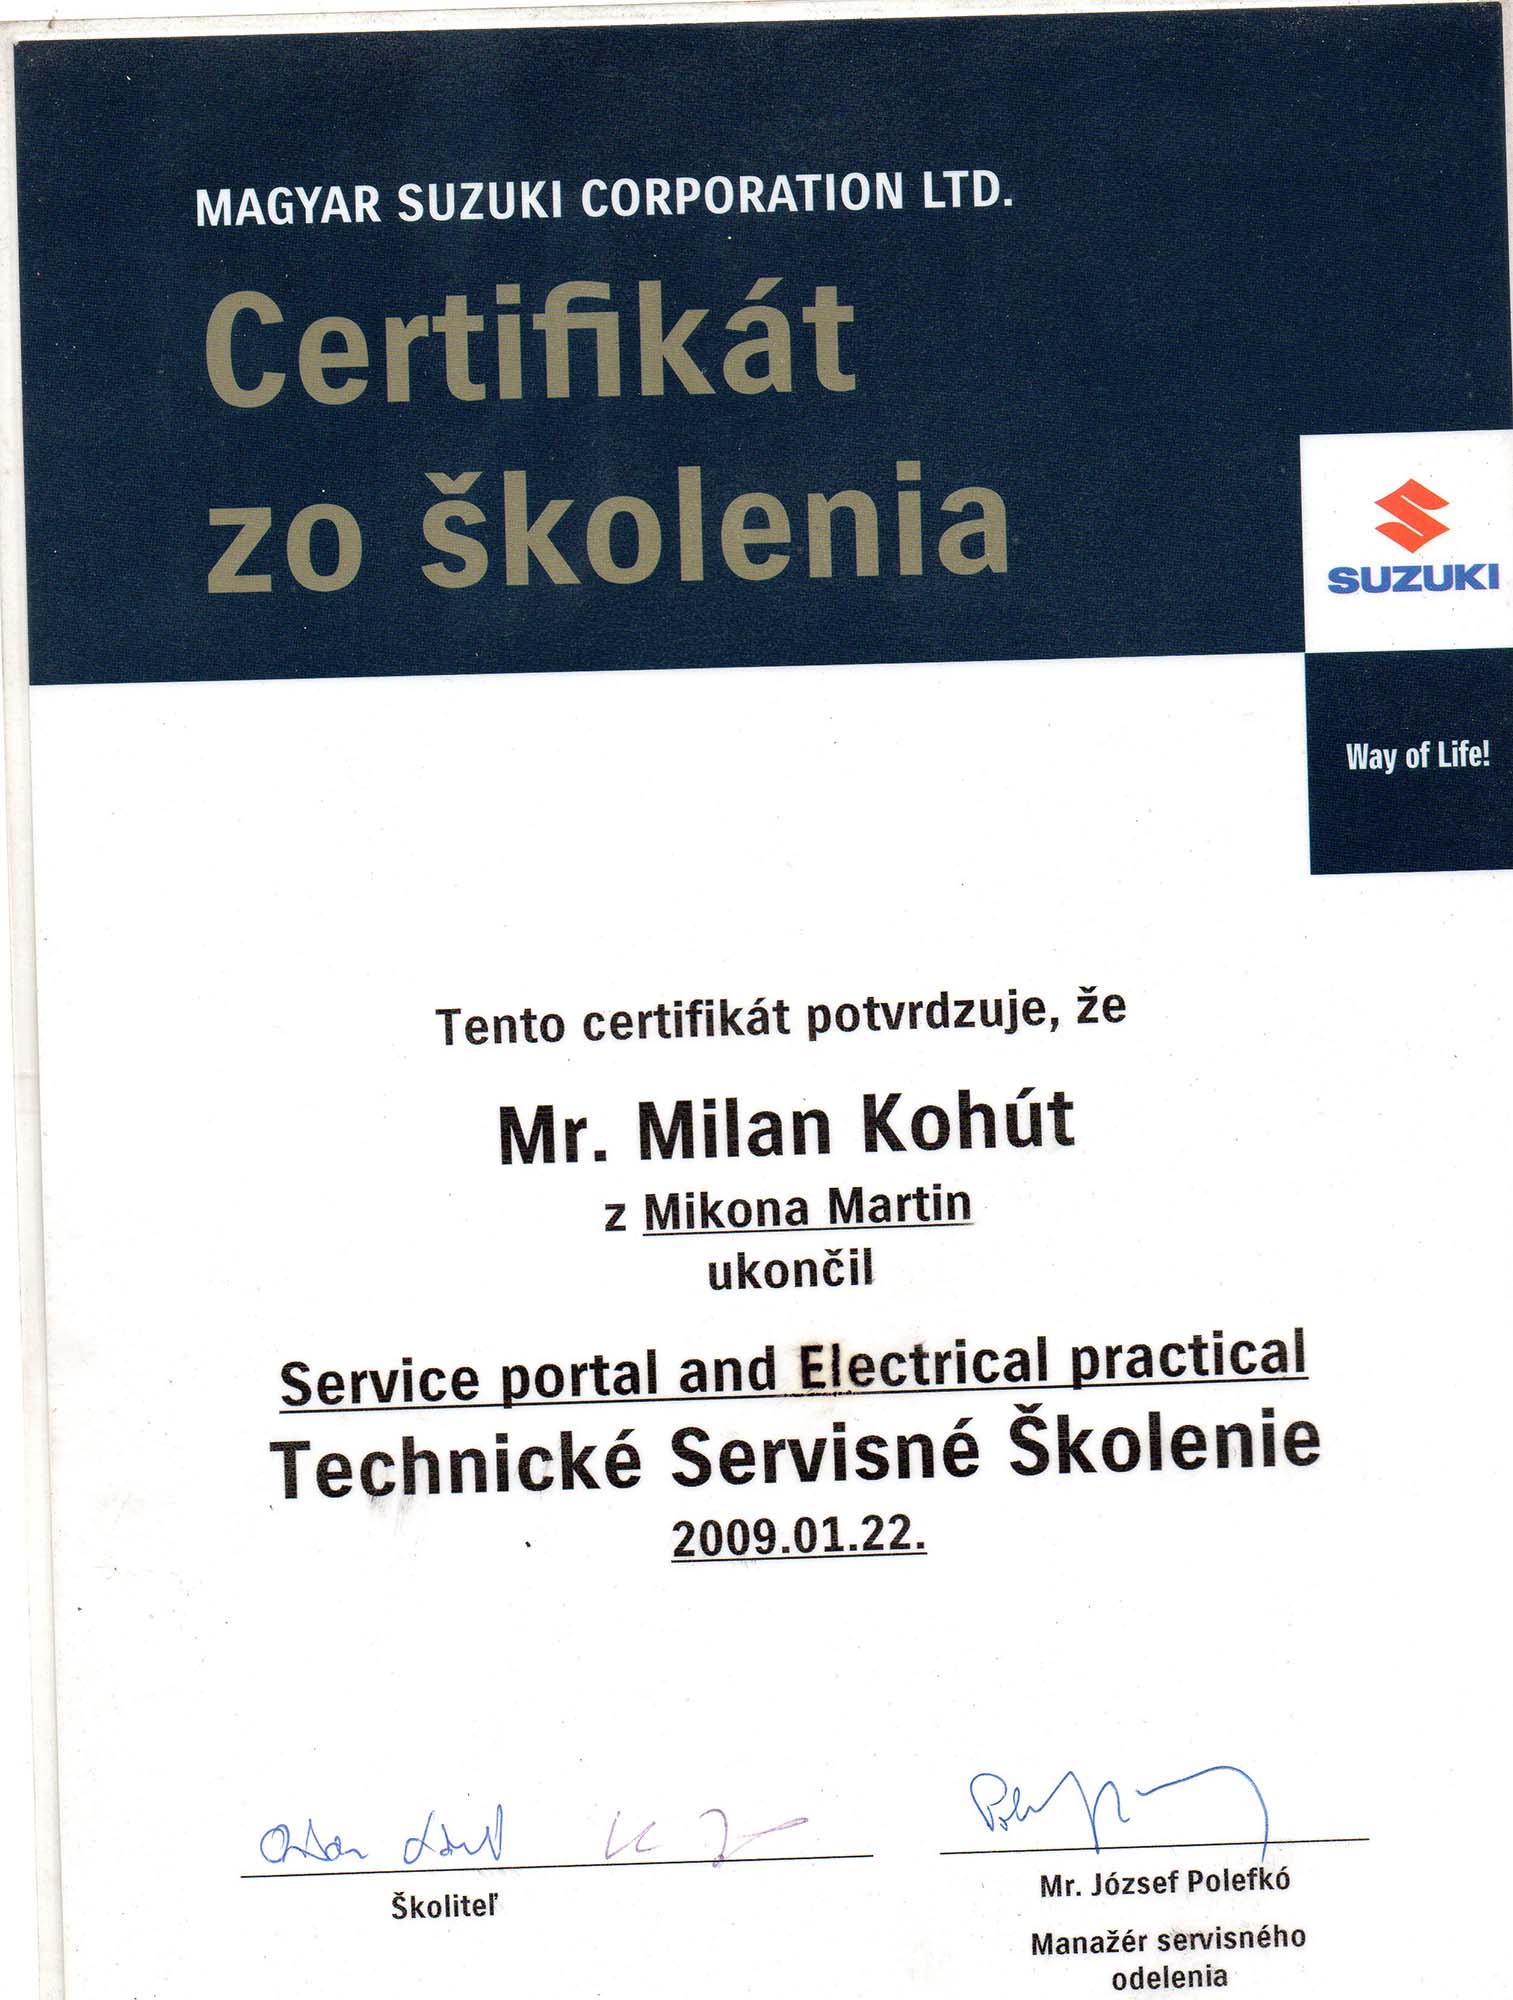 MAGYAR SUZUKI CORPORATION LTD.
Certifikát
zo školenia
SUZUKI
Way of Life!
Tento certifikát potvrdzuje, že
Mr. Milan Kohút
z Mikona Martin
ukončil
Service portal and Electrical practical
Technické Servisné Školenie
2009.01.22.
Školiteľ
Mr. József Polefkó
Manažér servisného
odelenia